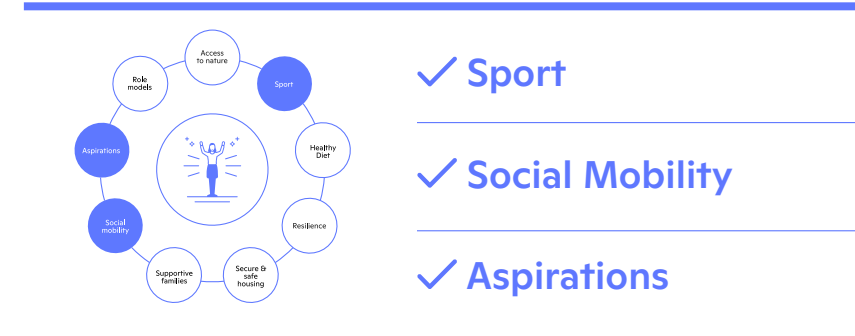 Access
to nature
Sport
Healthy
Diet
Resilience
Secure &
safe
housing
Supportive
families
Social
mobility
Aspirations
Role
models
Sport
Social Mobility
Aspirations